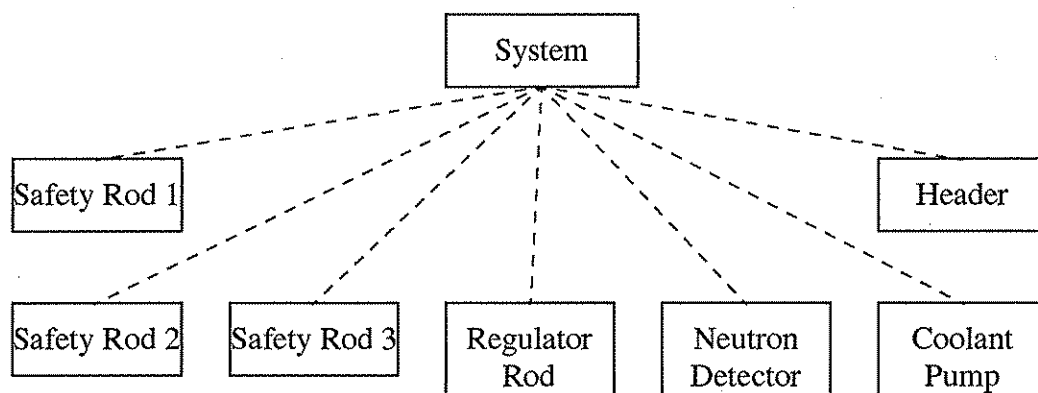 System
Safety Rod 1
Header
Safety Rod 2
Safety Rod 3
Regulator
Rod
Neutron
Detector
Coolant
Pump